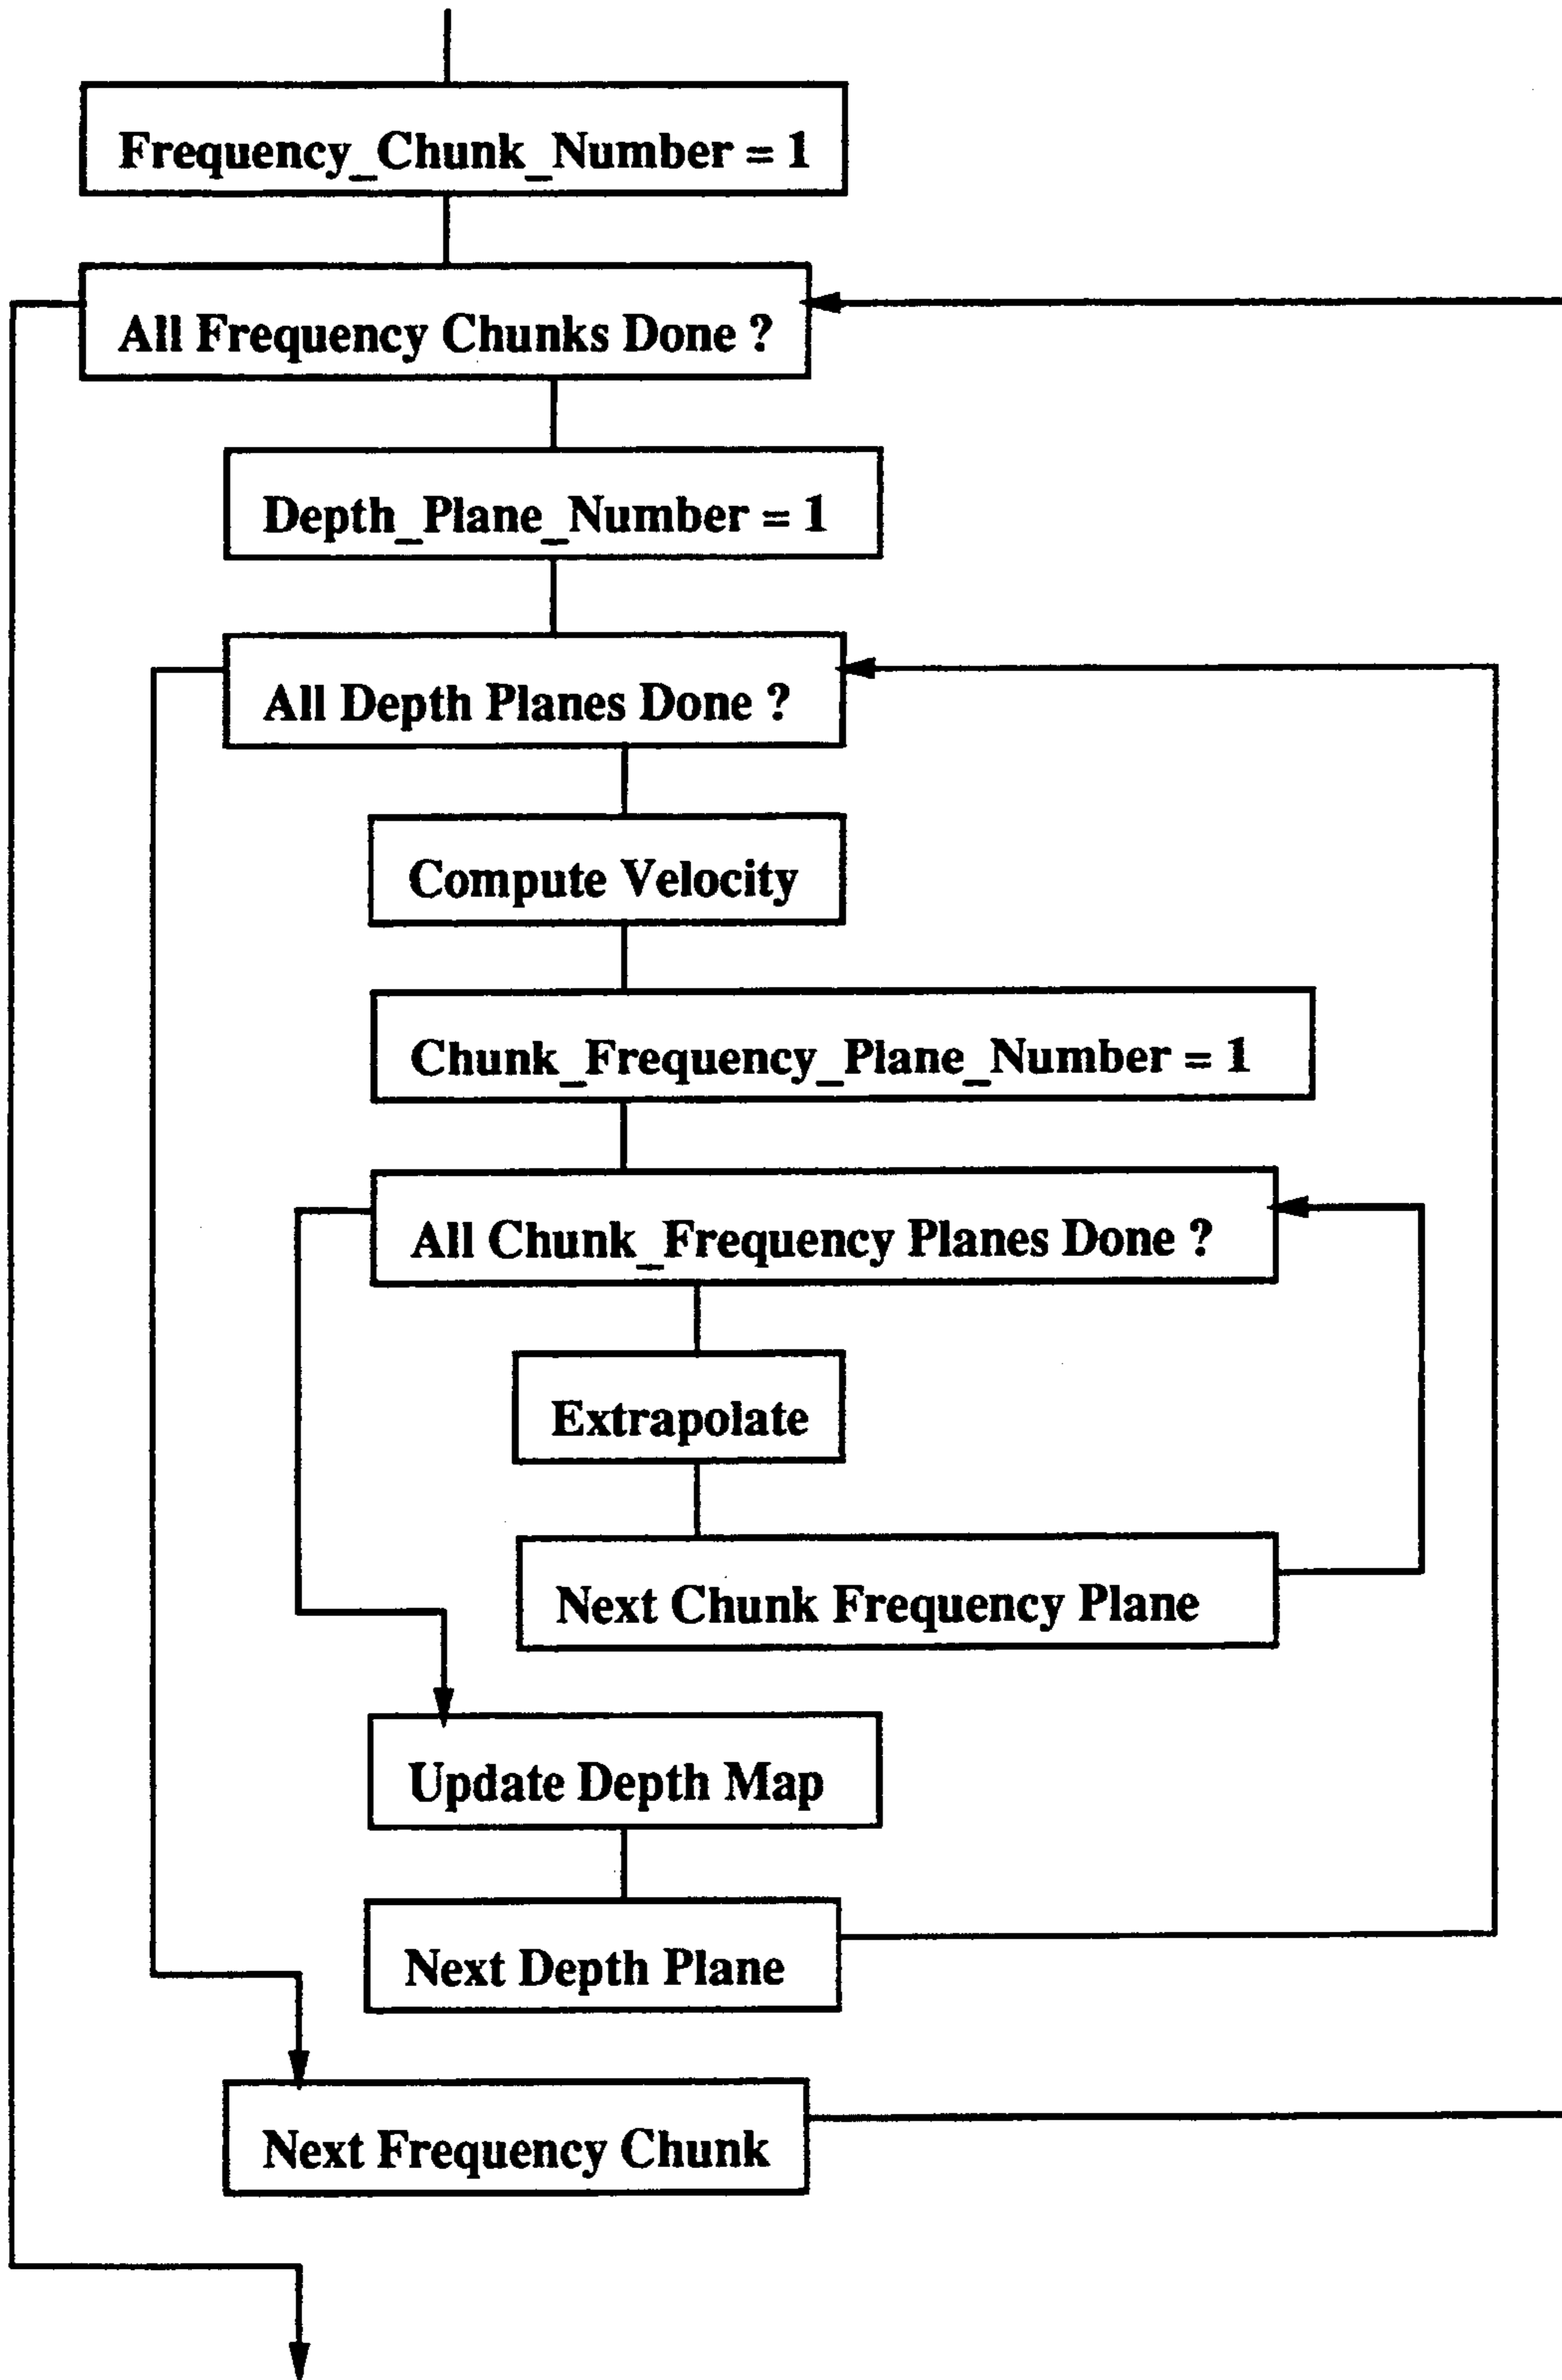 Frequency_Chunk_Number = 1
All Frequency Chunks Done ?
Depth_Plane_Number = 1
All Depth Planes Done ?
Compute Velocity
Chunk_Frequency_Plane_Number = 1
All Chunk_Frequency Planes Done ?
Extrapolate
Next Chunk Frequency Plane
Update Depth Map
Next Depth Plane
Next Frequency Chunk